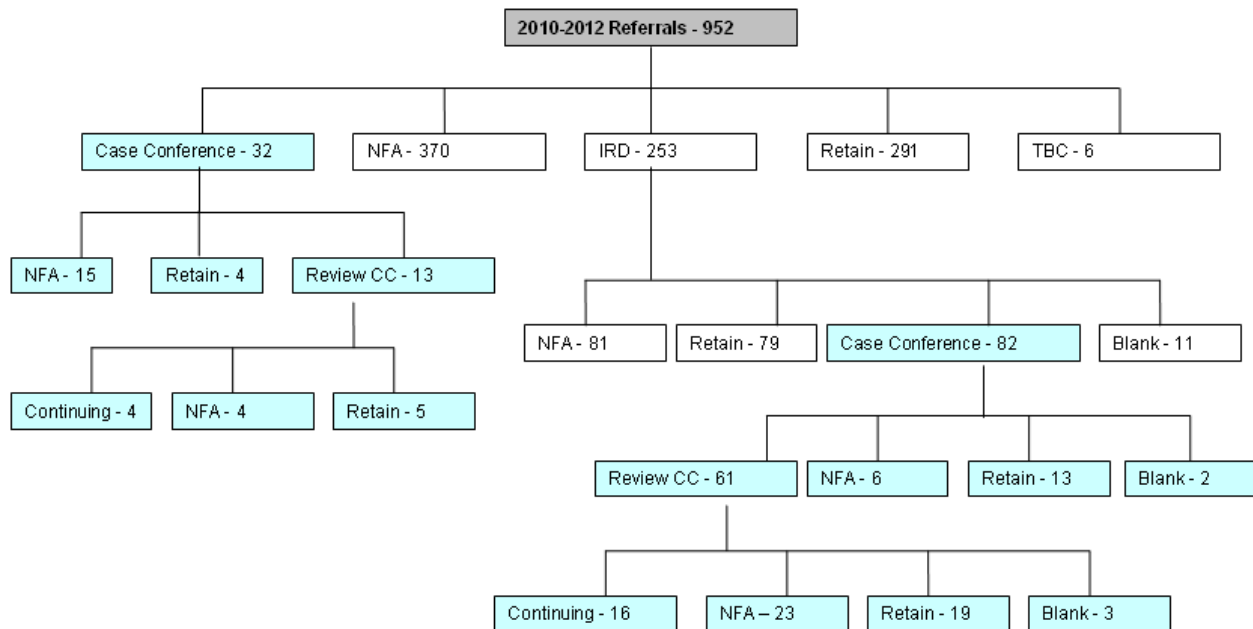 2010-2012 Referrals - 952
Case Conference - 32
NFA - 370
IRD - 253
Retain - 291
TBC - 6
NFA - 15
Retain - 4
Review CC - 13
NFA - 81
Retain - 79
Case Conference - 82
Blank - 11
Continuing - 4
NFA - 4
Retain - 5
Review CC - 61
NFA - 6
Retain - 13
Blank - 2
Continuing - 16
NFA – 23
Retain - 19
Blank - 3